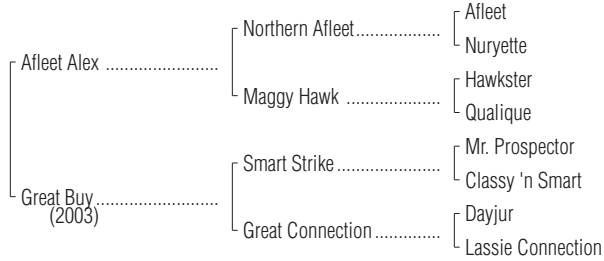 Afleet
Northern Afleet......................
Nuryette
Afleet Alex ........................
Hawkster
Maggy Hawk ......................
Qualique
Mr. Prospector
Smart Strike........................
Classy 'n Smart
Great Buy..........................
(2003)
Dayjur
Great Connection................
Lassie Connection